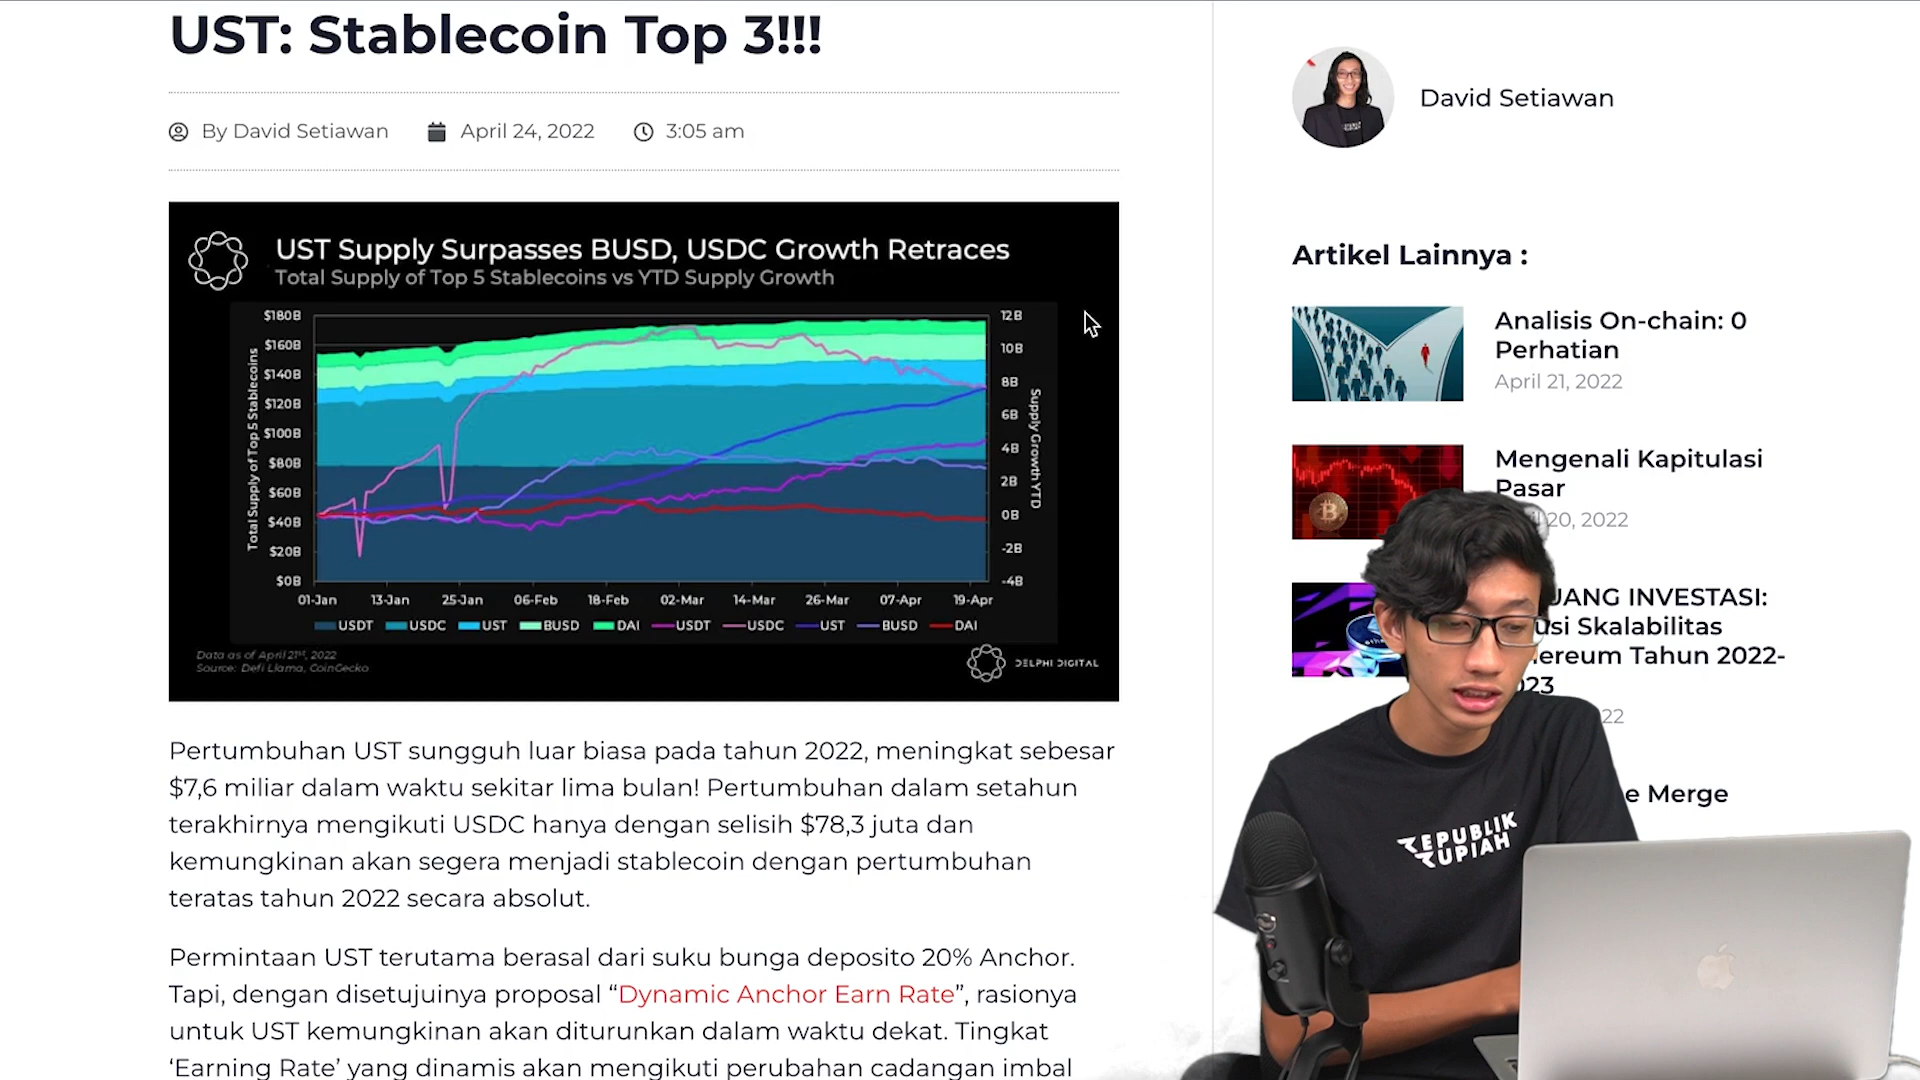 UST: Stablecoin Top 3!!!
By David Setiawan April 24, 2022 3:05 am
UST Supply Surpasses BUSD, USDC Growth Retraces
Total Supply of Top 5 Stablecoins vs YTD Supply Growth
Total Supply of Top 5 Stablecoins
$180B
$160B
$140B
$120B
$100B
$80B
$60B
$40B
$20B
$0B
12B
10B
8B
6B
4B
2B
0B
-2B
-4B
Supply Growth YTD
01-Jan 13-Jan 25-Jan 06-Feb 18-Feb 02-Mar 14-Mar 26-Mar 07-Apr 19-Apr
USDT USDC UST BUSD DAI USDT USDC UST BUSD DAI
Data as of April 21st, 2022
Source: Defi Llama, CoinGecko
DELPHI DIGITAL
Pertumbuhan UST sungguh luar biasa pada tahun 2022, meningkat sebesar
$7,6 miliar dalam waktu sekitar lima bulan! Pertumbuhan dalam setahun
terakhirnya mengikuti USDC hanya dengan selisih $78,3 juta dan
kemungkinan akan segera menjadi stablecoin dengan pertumbuhan
teratas tahun 2022 secara absolut.
Permintaan UST terutama berasal dari suku bunga deposito 20% Anchor.
Tapi, dengan disetujuinya proposal “Dynamic Anchor Earn Rate”, rasionya
untuk UST kemungkinan akan diturunkan dalam waktu dekat. Tingkat
‘Earning Rate’ yang dinamis akan mengikuti perubahan cadangan imbal
David Setiawan
Artikel Lainnya :
Analisis On-chain: 0
Perhatian
April 21, 2022
Mengenali Kapitulasi
Pasar
20, 2022
INVESTASI:
Skalabilitas
Tahun 2022-
Merge
REPUBLIK
RUPIAH